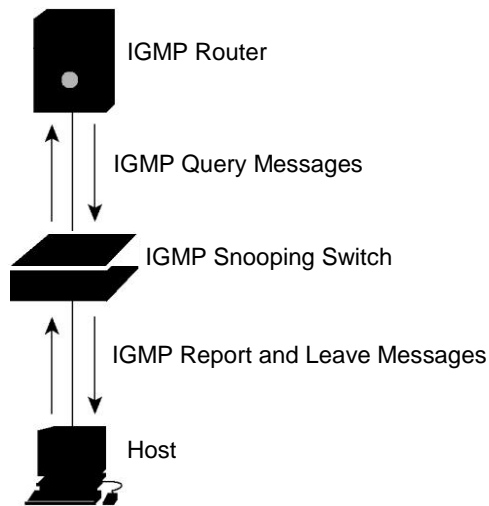 IGMP Router
IGMP Query Messages
IGMP Snooping Switch
IGMP Report and Leave Messages
Host